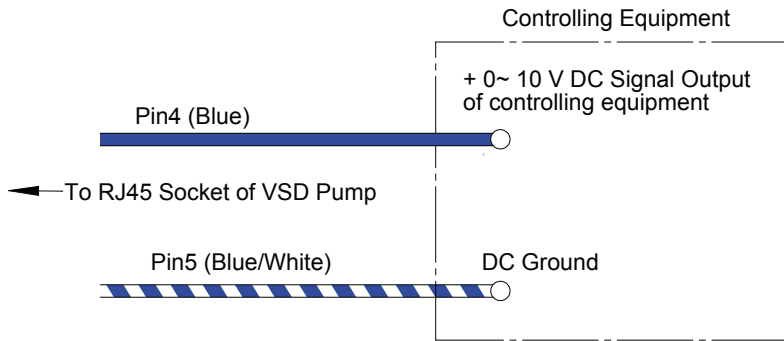 Controlling Equipment
+ 0~ 10 V DC Signal Output
of controlling equipment
Pin4 (Blue)
To RJ45 Socket of VSD Pump
Pin5 (Blue/White)
DC Ground